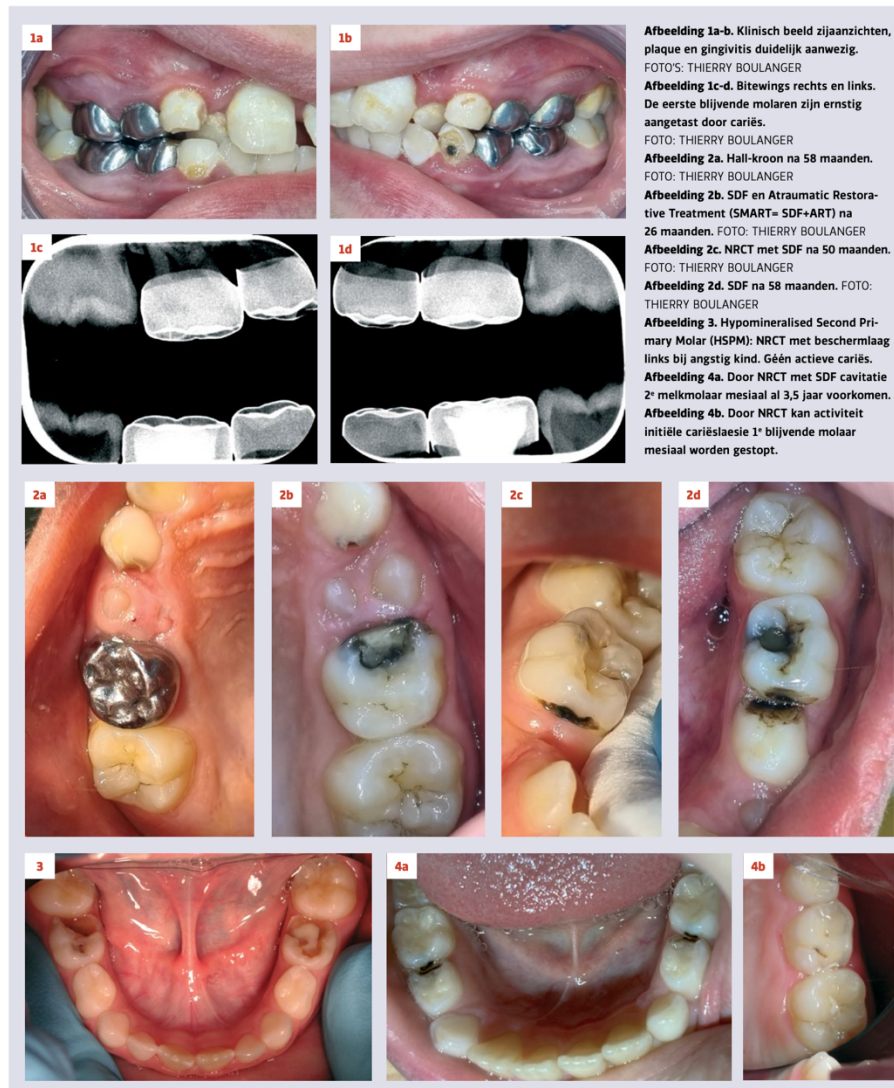 1a
1b
Afbeelding 1a-b. Klinisch beeld zijaanzichten,
plaque en gingivitis duidelijk aanwezig.
FOTO'S: THIERRY BOULANGER
Afbeelding 1c-d. Bitewings rechts en links.
De eerste blijvende molaren zijn ernstig
aangetast door cariës.
FOTO: THIERRY BOULANGER
Afbeelding 2a. Hall-kroon na 58 maanden.
FOTO: THIERRY BOULANGER
Afbeelding 2b. SDF en Atraumatic Restora-
tive Treatment (SMART= SDF+ART) na
26 maanden. FOTO: THIERRY BOULANGER
Afbeelding 2c. NRCT met SDF na 50 maanden.
FOTO: THIERRY BOULANGER
Afbeelding 2d. SDF na 58 maanden. FOTO:
THIERRY BOULANGER
Afbeelding 3. Hypomineralised Second Pri-
mary Molar (HSPM): NRCT met beschermlaag
links bij angstig kind. Géén actieve cariës.
Afbeelding 4a. Door NRCT met SDF cavitatie
2e melkmolaar mesiaal al 3,5 jaar voorkomen.
Afbeelding 4b. Door NRCT kan activiteit
initiële cariëslaesie 1e blijvende molaar
mesiaal worden gestopt.
1c
1d
2a
2b
2c
2d
3
4a
4b